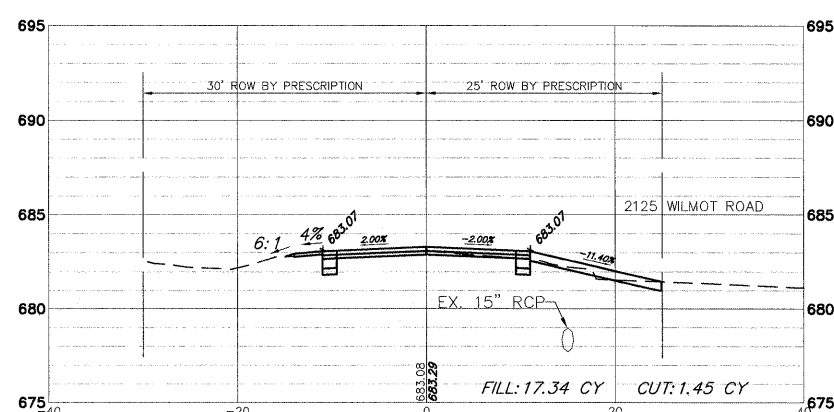 695 695
30' ROW BY PRESCRIPTION 25' ROW BY PRESCRIPTION
690 690
685 685
2125 WILMOT ROAD
6:1 4% 683.07 2.00% -2.00% 683.07 -11.40%
680 680
EX. 15" RCP
683.08
683.29
FILL: 17.34 CY CUT: 1.45 CY
675 675
-40 -20 0 20 40